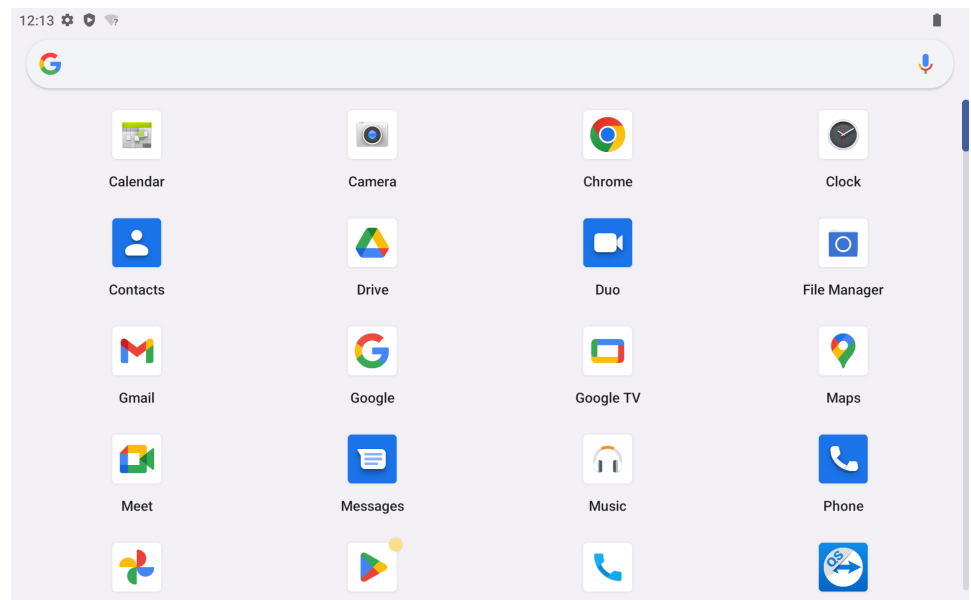 12:13
Calendar Camera Chrome Clock
Contacts Drive Duo File Manager
Gmail Google Google TV Maps
Meet Messages Music Phone
QS